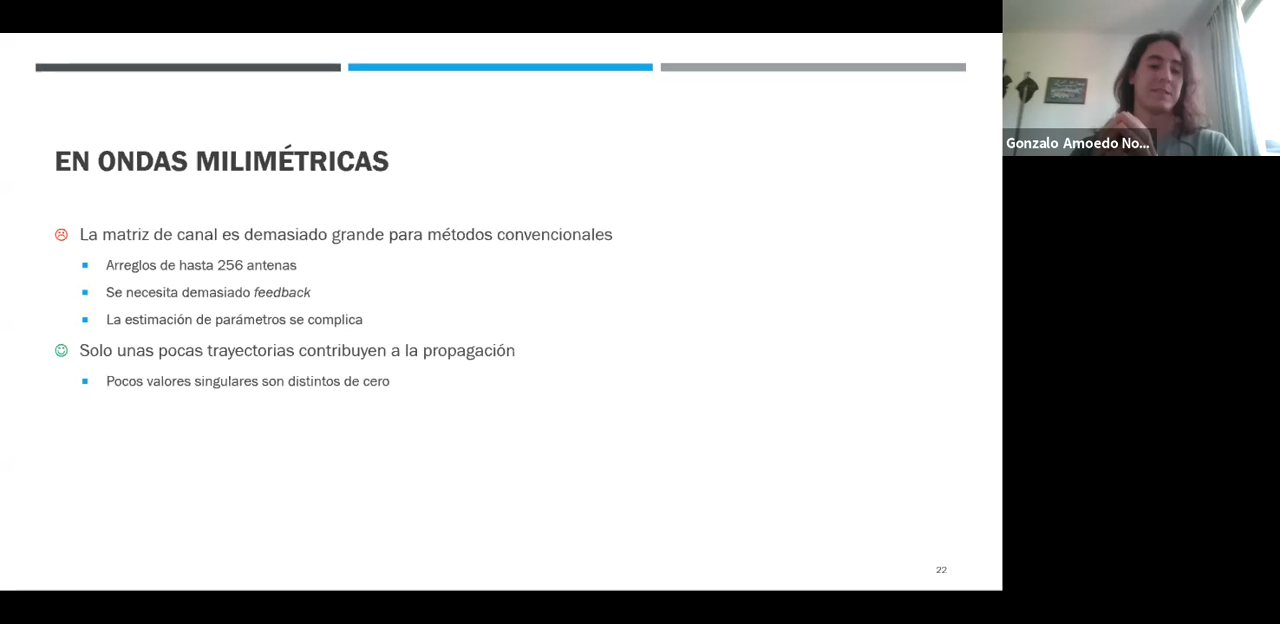 EN ONDAS MILIMÉTRICAS
La matriz de canal es demasiado grande para métodos convencionales
Arreglos de hasta 256 antenas
Se necesita demasiado feedback
La estimación de parámetros se complica
Solo unas pocas trayectorias contribuyen a la propagación
Pocos valores singulares son distintos de cero
22
Gonzalo Amoedo No...